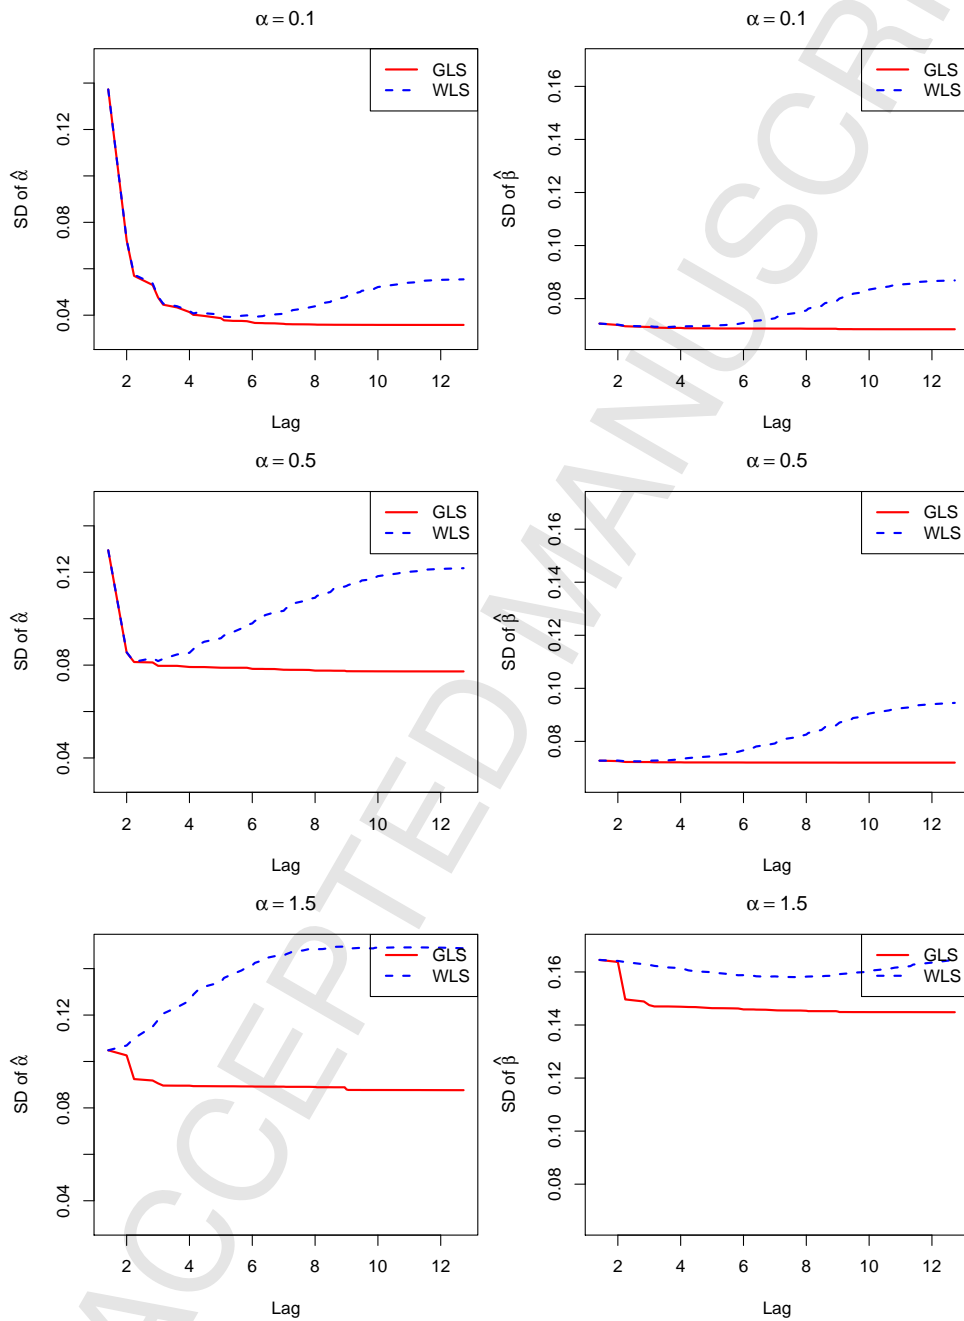 α = 0.1
GLS
WLS
SD of α̂
0.04
0.08
0.12
2 4 6 8 10 12
Lag
α = 0.1
GLS
WLS
SD of β̂
0.08
0.10
0.12
0.14
0.16
2 4 6 8 10 12
Lag
α = 0.5
GLS
WLS
SD of α̂
0.04
0.08
0.12
2 4 6 8 10 12
Lag
α = 0.5
GLS
WLS
SD of β̂
0.08
0.10
0.12
0.14
0.16
2 4 6 8 10 12
Lag
α = 1.5
GLS
WLS
SD of α̂
0.04
0.08
0.12
2 4 6 8 10 12
Lag
α = 1.5
GLS
WLS
SD of β̂
0.08
0.10
0.12
0.14
0.16
2 4 6 8 10 12
Lag
ACCEPTED MANUSCRI